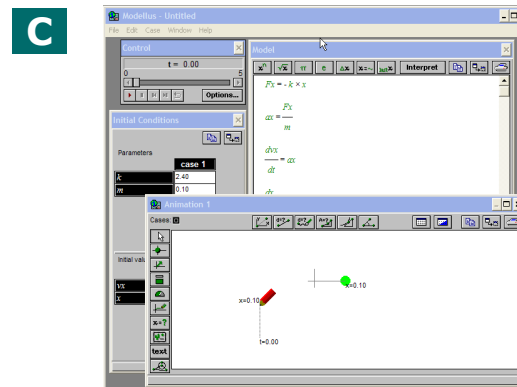 C
Modellus - Untitled
File Edit Case Window Help
Control
t = 0.00
0 5
Options...
Model
xⁿ √x π e Δx Interpret
Fx = - k × x
ax = Fx / m
dvx / dt = ax
Initial Conditions
Parameters
case 1
k 2.40
m 0.10
vx
x
Animation 1
Cases:
x=0.10
x=0.10
t=0.00
x=?
text